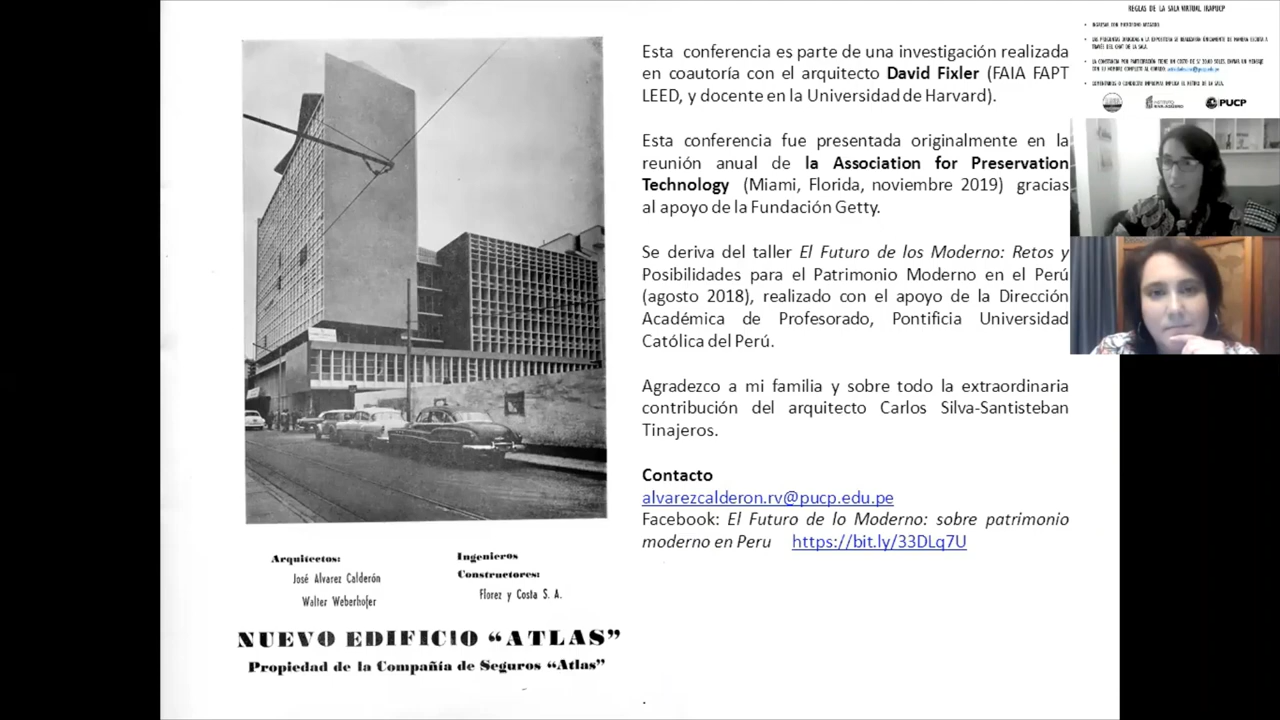 Esta conferencia es parte de una investigación realizada
en coautoría con el arquitecto David Fixler (FAIA FAPT
LEED, y docente en la Universidad de Harvard).
Esta conferencia fue presentada originalmente en la
reunión anual de la Association for Preservation
Technology (Miami, Florida, noviembre 2019) gracias
al apoyo de la Fundación Getty.
Se deriva del taller El Futuro de los Moderno: Retos y
Posibilidades para el Patrimonio Moderno en el Perú
(agosto 2018), realizado con el apoyo de la Dirección
Académica de Profesorado, Pontificia Universidad
Católica del Perú.
Agradezco a mi familia y sobre todo la extraordinaria
contribución del arquitecto Carlos Silva-Santisteban
Tinajeros.
Contacto
alvarezcalderon.rv@pucp.edu.pe
Facebook: El Futuro de lo Moderno: sobre patrimonio
moderno en Peru https://bit.ly/33DLq7U
Arquitectos:
José Alvarez Calderón
Walter Weberhofer
Ingenieros
Constructores:
Florez y Costa S. A.
NUEVO EDIFICIO “ATLAS”
Propiedad de la Compañía de Seguros “Atlas”
REGLAS DE LA SALA VIRTUAL IRAPUCP
PUCP